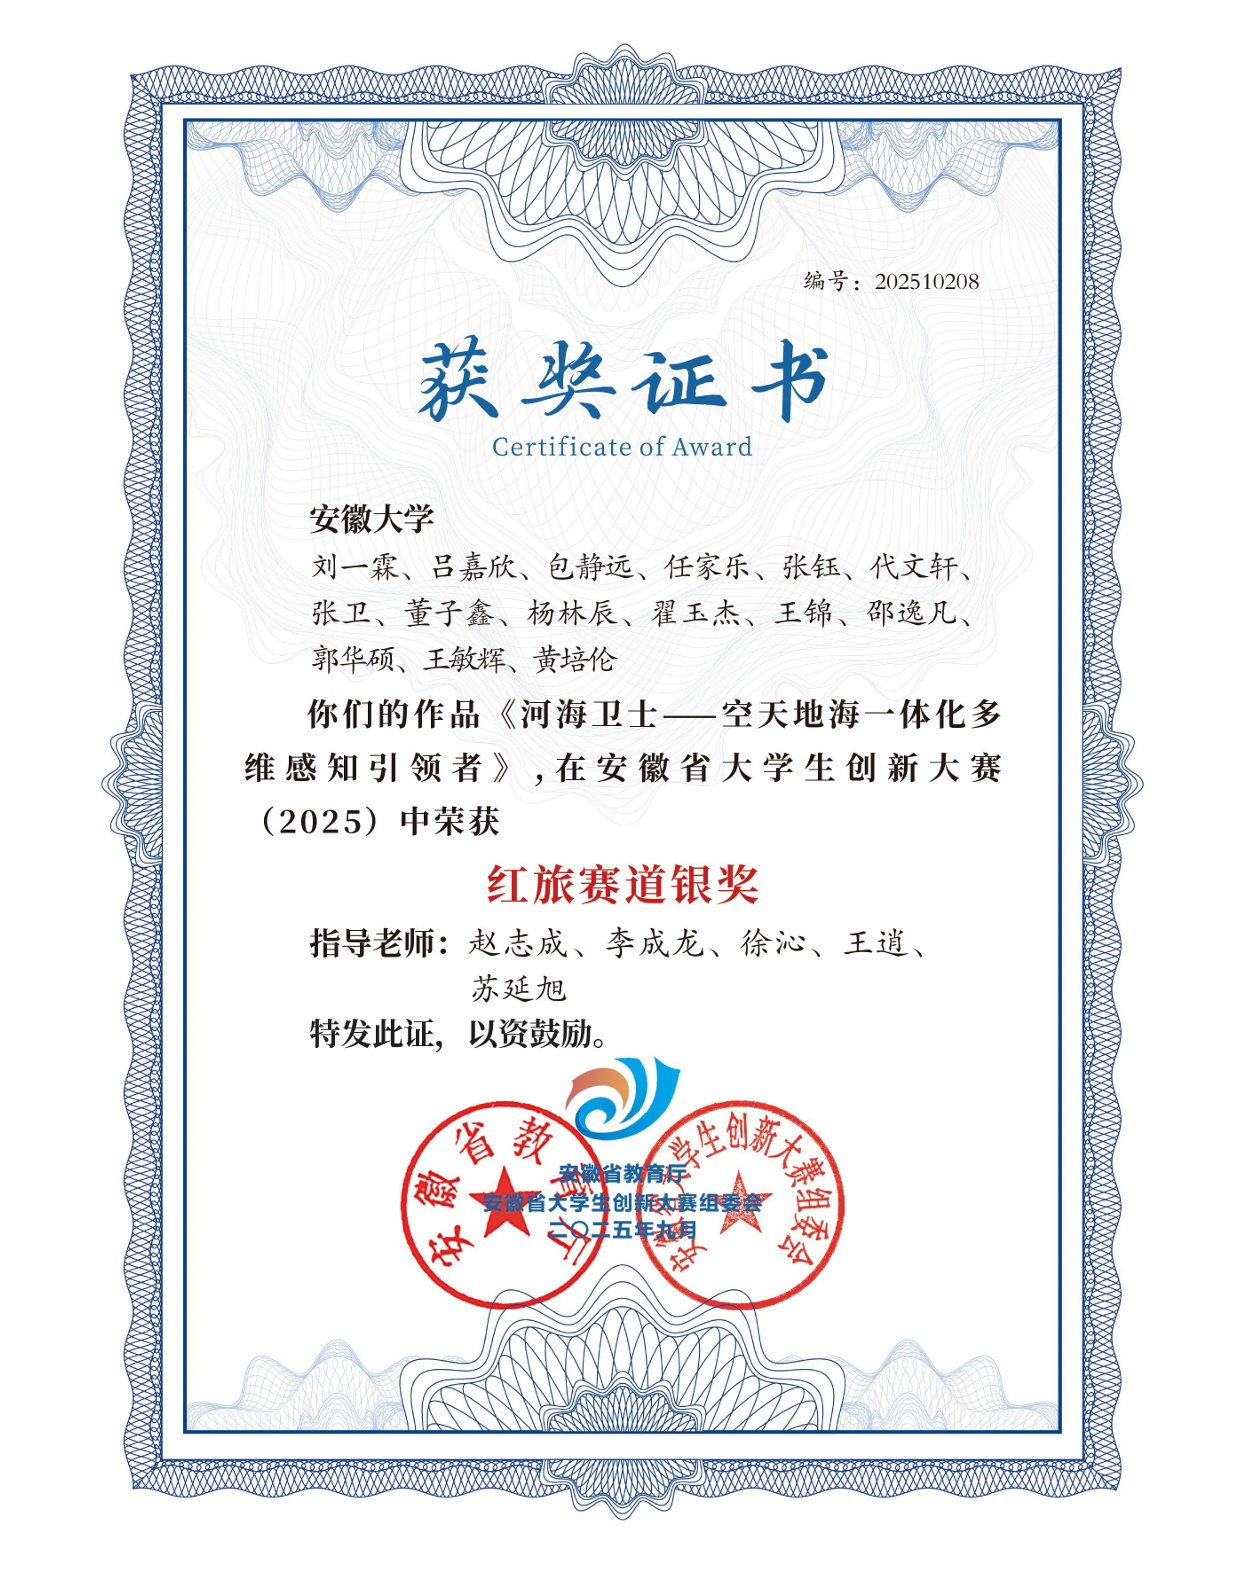 编号：202510208
获奖证书
Certificate of Award
安徽大学
刘一霖、吕嘉欣、包静远、任家乐、张钰、代文轩、
张卫、董子鑫、杨林辰、翟玉杰、王锦、邵逸凡、
郭华硕、王敏辉、黄培伦
你们的作品《河海卫士——空天地海一体化多
维感知引领者》,在安徽省大学生创新大赛
（2025）中荣获
红旅赛道银奖
指导老师：赵志成、李成龙、徐沁、王逍、
苏延旭
特发此证，以资鼓励。
安徽省教育厅
安徽省大学生创新大赛组委会
安徽省教育厅
安徽省大学生创新大赛组委会
二〇二五年九月